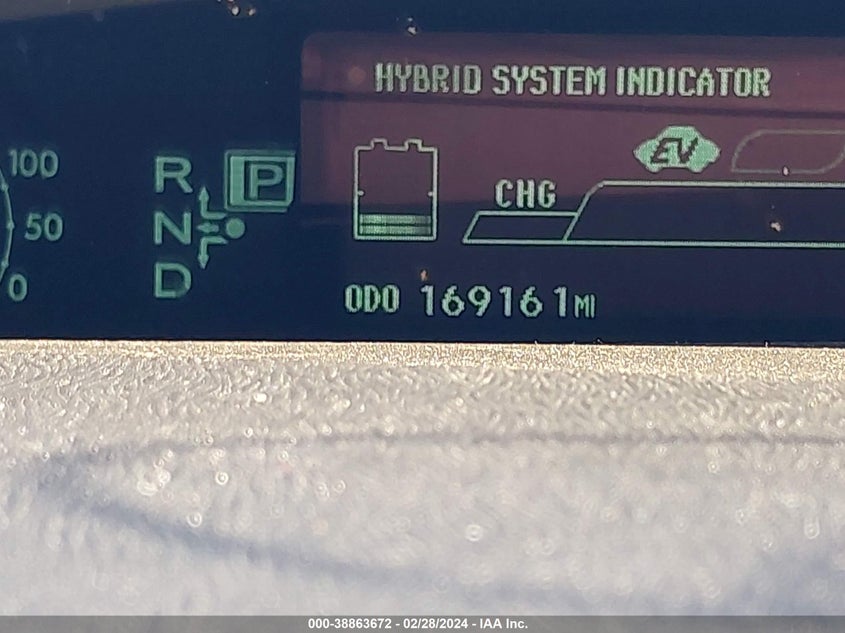 HYBRID SYSTEM INDICATOR
100
R
P
EV
CHG
50
N
0
D
ODO 169161MI
000-38863672 - 02/28/2024 - IAA Inc.